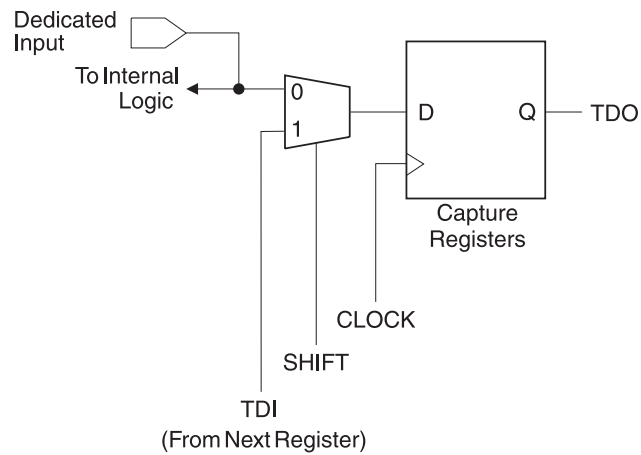 Dedicated
Input
To Internal
Logic
0
1
D
Q
TDO
Capture
Registers
CLOCK
SHIFT
TDI
(From Next Register)